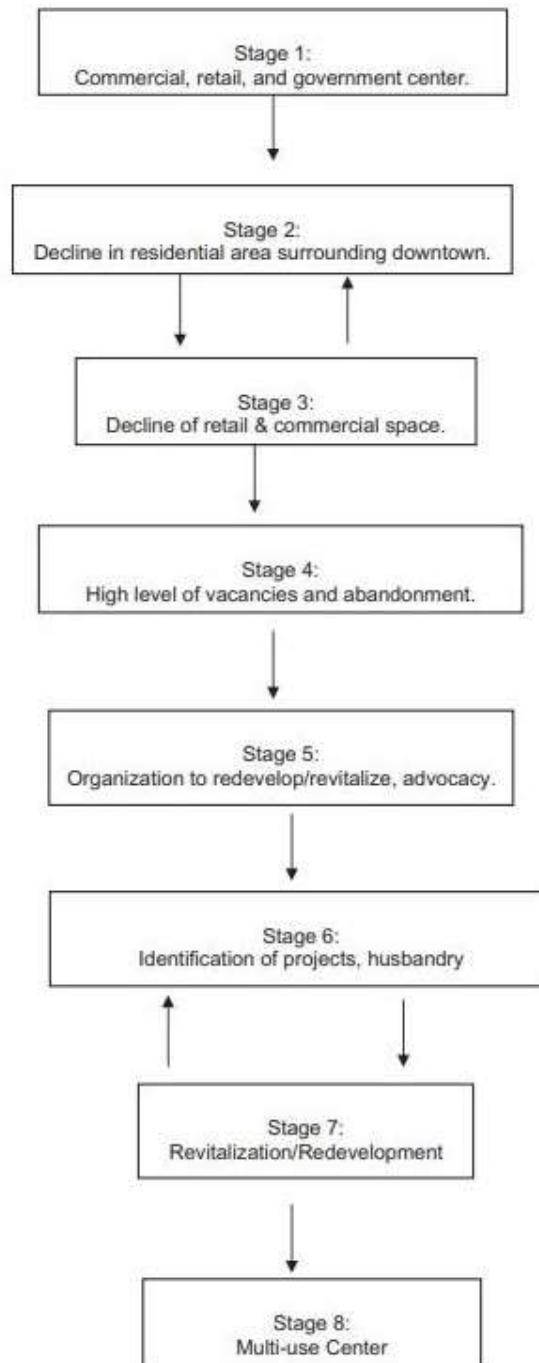 Stage 1:
Commercial, retail, and government center.
Stage 2:
Decline in residential area surrounding downtown.
Stage 3:
Decline of retail & commercial space.
Stage 4:
High level of vacancies and abandonment.
Stage 5:
Organization to redevelop/revitalize, advocacy.
Stage 6:
Identification of projects, husbandry
Stage 7:
Revitalization/Redevelopment
Stage 8:
Multi-use Center